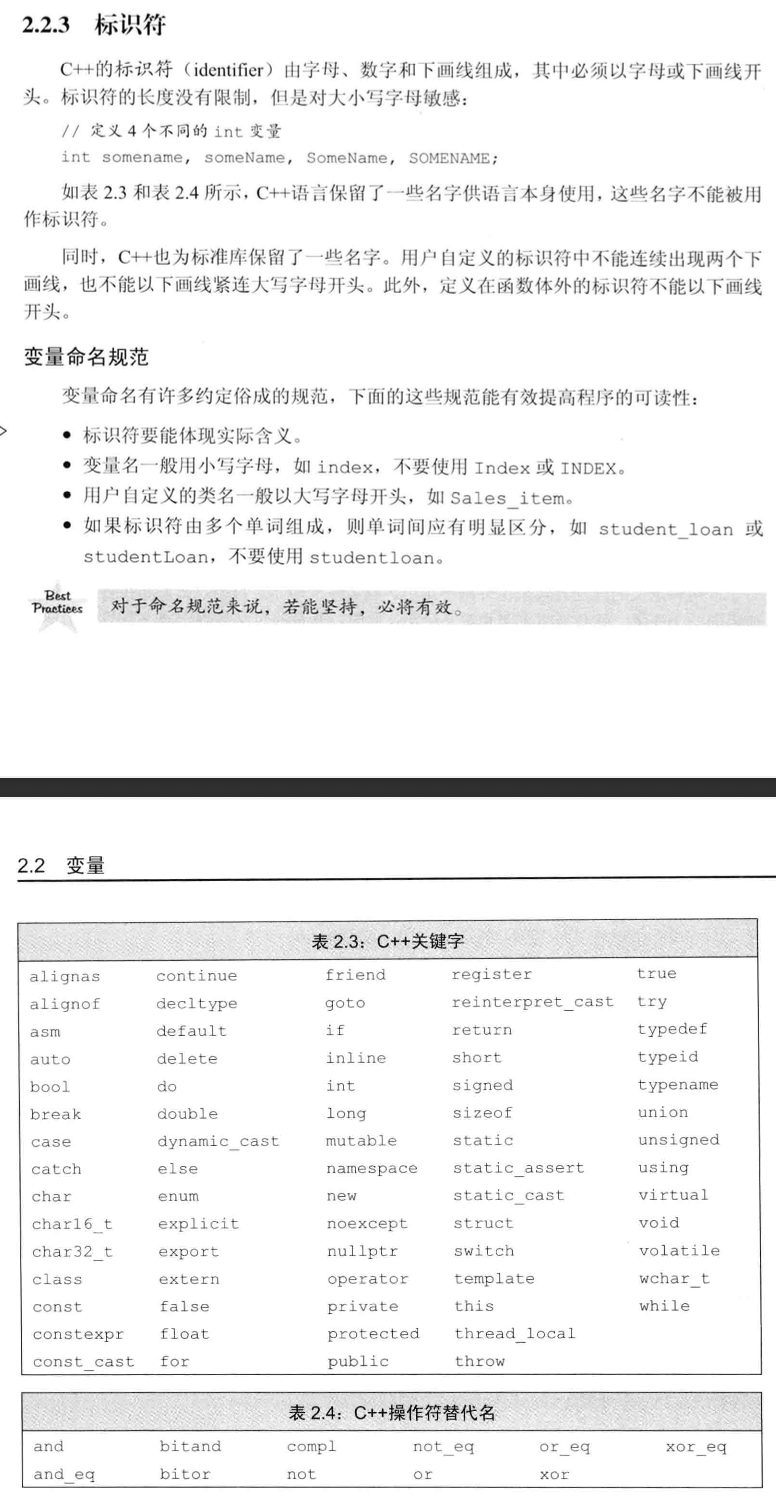 2.2.3 标识符
C++的标识符（identifier）由字母、数字和下画线组成，其中必须以字母或下画线开
头。标识符的长度没有限制，但是对大小写字母敏感：
// 定义 4 个不同的 int 变量
int somename, someName, SomeName, SOMENAME;
如表 2.3 和表 2.4 所示，C++语言保留了一些名字供语言本身使用，这些名字不能被用
作标识符。
同时，C++也为标准库保留了一些名字。用户自定义的标识符中不能连续出现两个下
画线，也不能以下画线紧连大写字母开头。此外，定义在函数体外的标识符不能以下画线
开头。
变量命名规范
变量命名有许多约定俗成的规范，下面的这些规范能有效提高程序的可读性：
● 标识符要能体现实际含义。
● 变量名一般用小写字母，如 index，不要使用 Index 或 INDEX。
● 用户自定义的类名一般以大写字母开头，如 Sales_item。
● 如果标识符由多个单词组成，则单词间应有明显区分，如 student_loan 或
studentLoan，不要使用 studentloan。
Best
Practices 对于命名规范来说，若能坚持，必将有效。
2.2 变量
表 2.3：C++关键字
alignas continue friend register true
alignof decltype goto reinterpret_cast try
asm default if return typedef
auto delete inline short typeid
bool do int signed typename
break double long sizeof union
case dynamic_cast mutable static unsigned
catch else namespace static_assert using
char enum new static_cast virtual
char16_t explicit noexcept struct void
char32_t export nullptr switch volatile
class extern operator template wchar_t
const false private this while
constexpr float protected thread_local
const_cast for public throw
表 2.4：C++操作符替代名
and bitand compl not_eq or_eq xor_eq
and_eq bitor not or xor